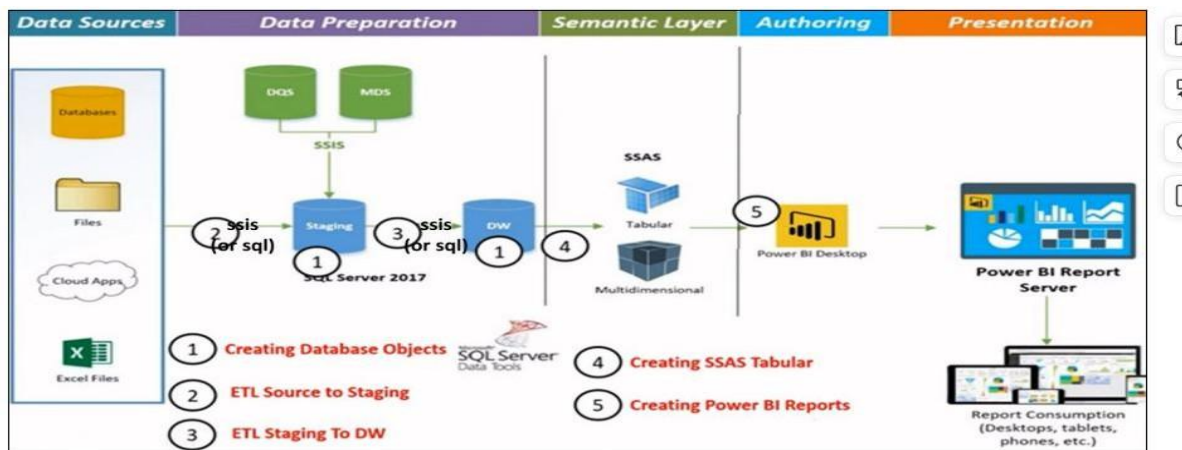 Data Sources
Data Preparation
Semantic Layer
Authoring
Presentation
Databases
Files
Cloud Apps
Excel Files
DQS
MDS
SSIS
2
ssis
(or sql)
Staging
1
3
ssis
(or sql)
DW
1
SQL Server 2017
4
SSAS
Tabular
Multidimensional
5
Power BI Desktop
Power BI Report
Server
Report Consumption
(Desktops, tablets,
phones, etc.)
1 Creating Database Objects
2 ETL Source to Staging
3 ETL Staging To DW
Microsoft
SQL Server
Data Tools
4 Creating SSAS Tabular
5 Creating Power BI Reports